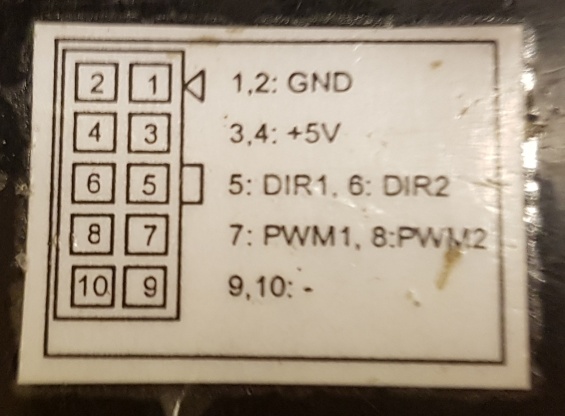 2 1 1,2: GND
4 3 3,4: +5V
6 5 5: DIR1, 6: DIR2
8 7 7: PWM1, 8:PWM2
10 9 9,10: -